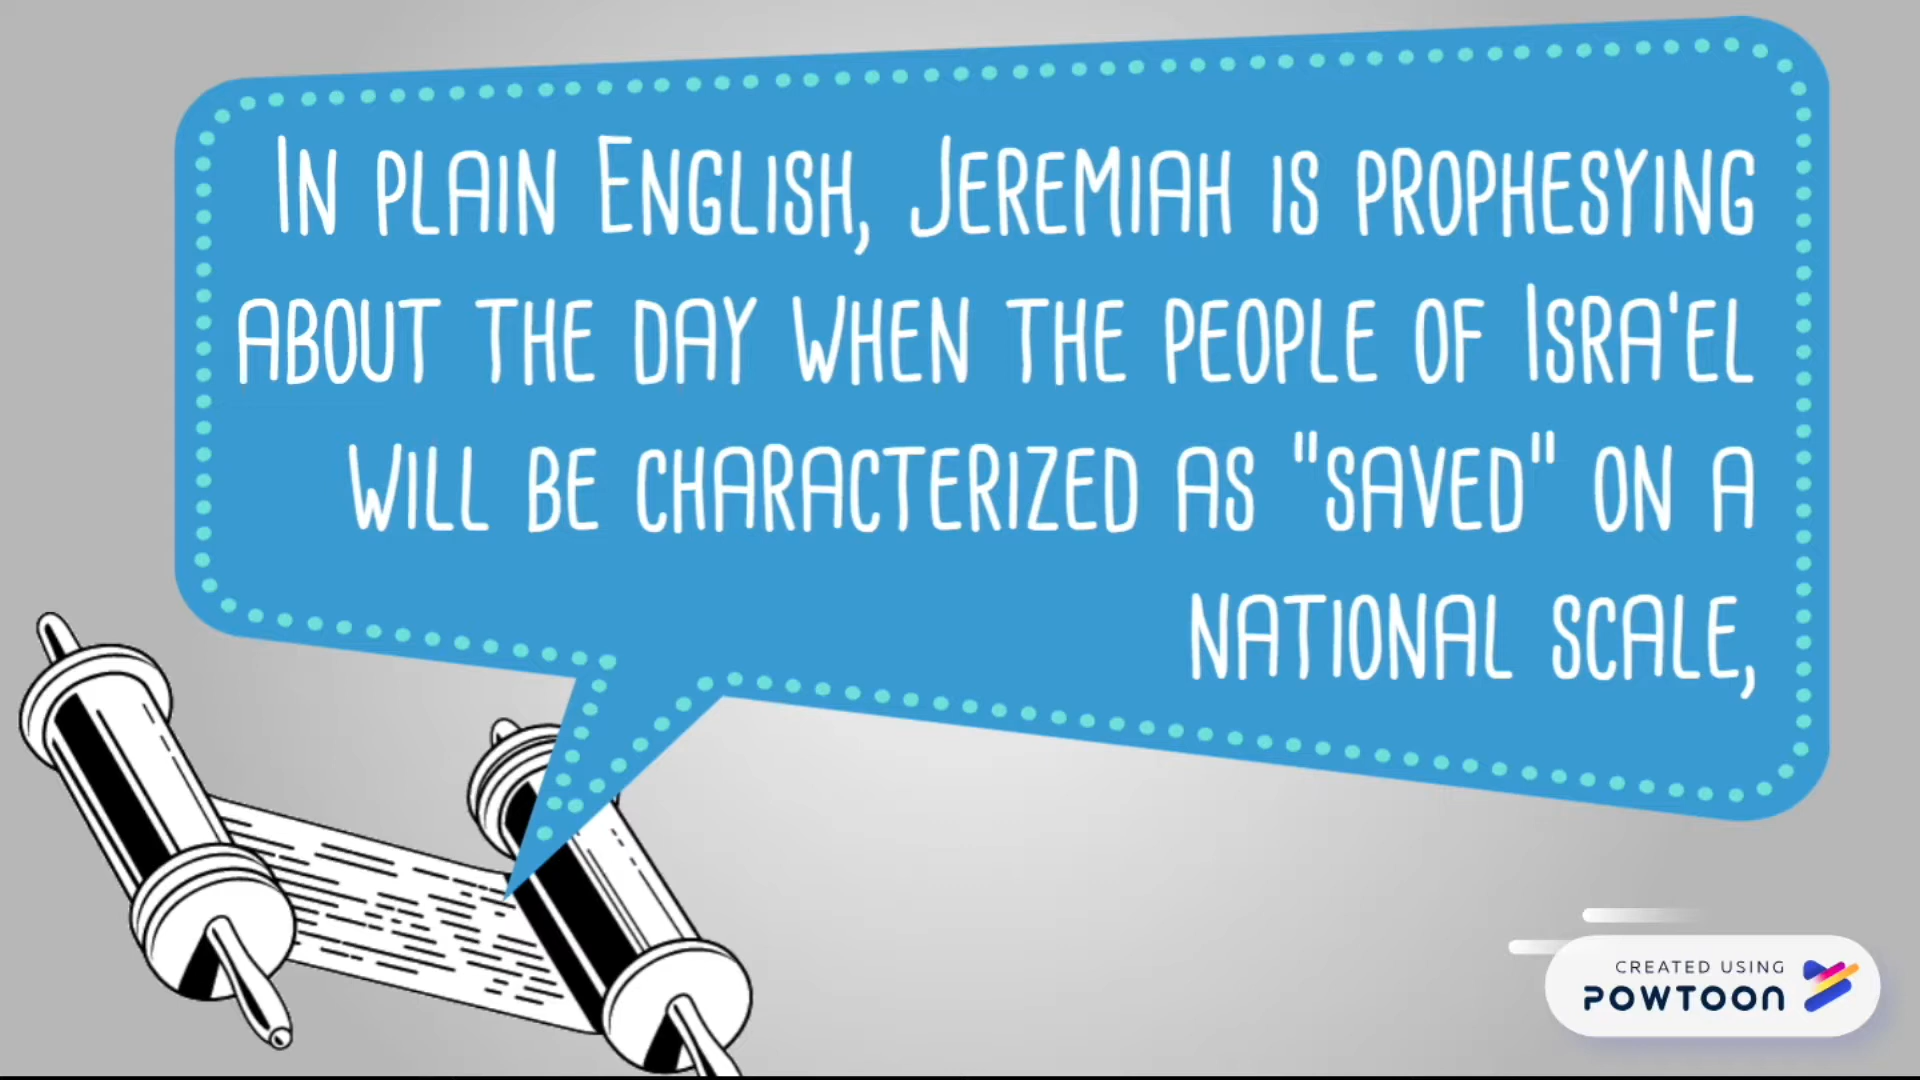 In plain English, Jeremiah is prophesying
about the day when the people of Isra'el
will be characterized as "saved" on a
national scale,
CREATED USING
POWTOON